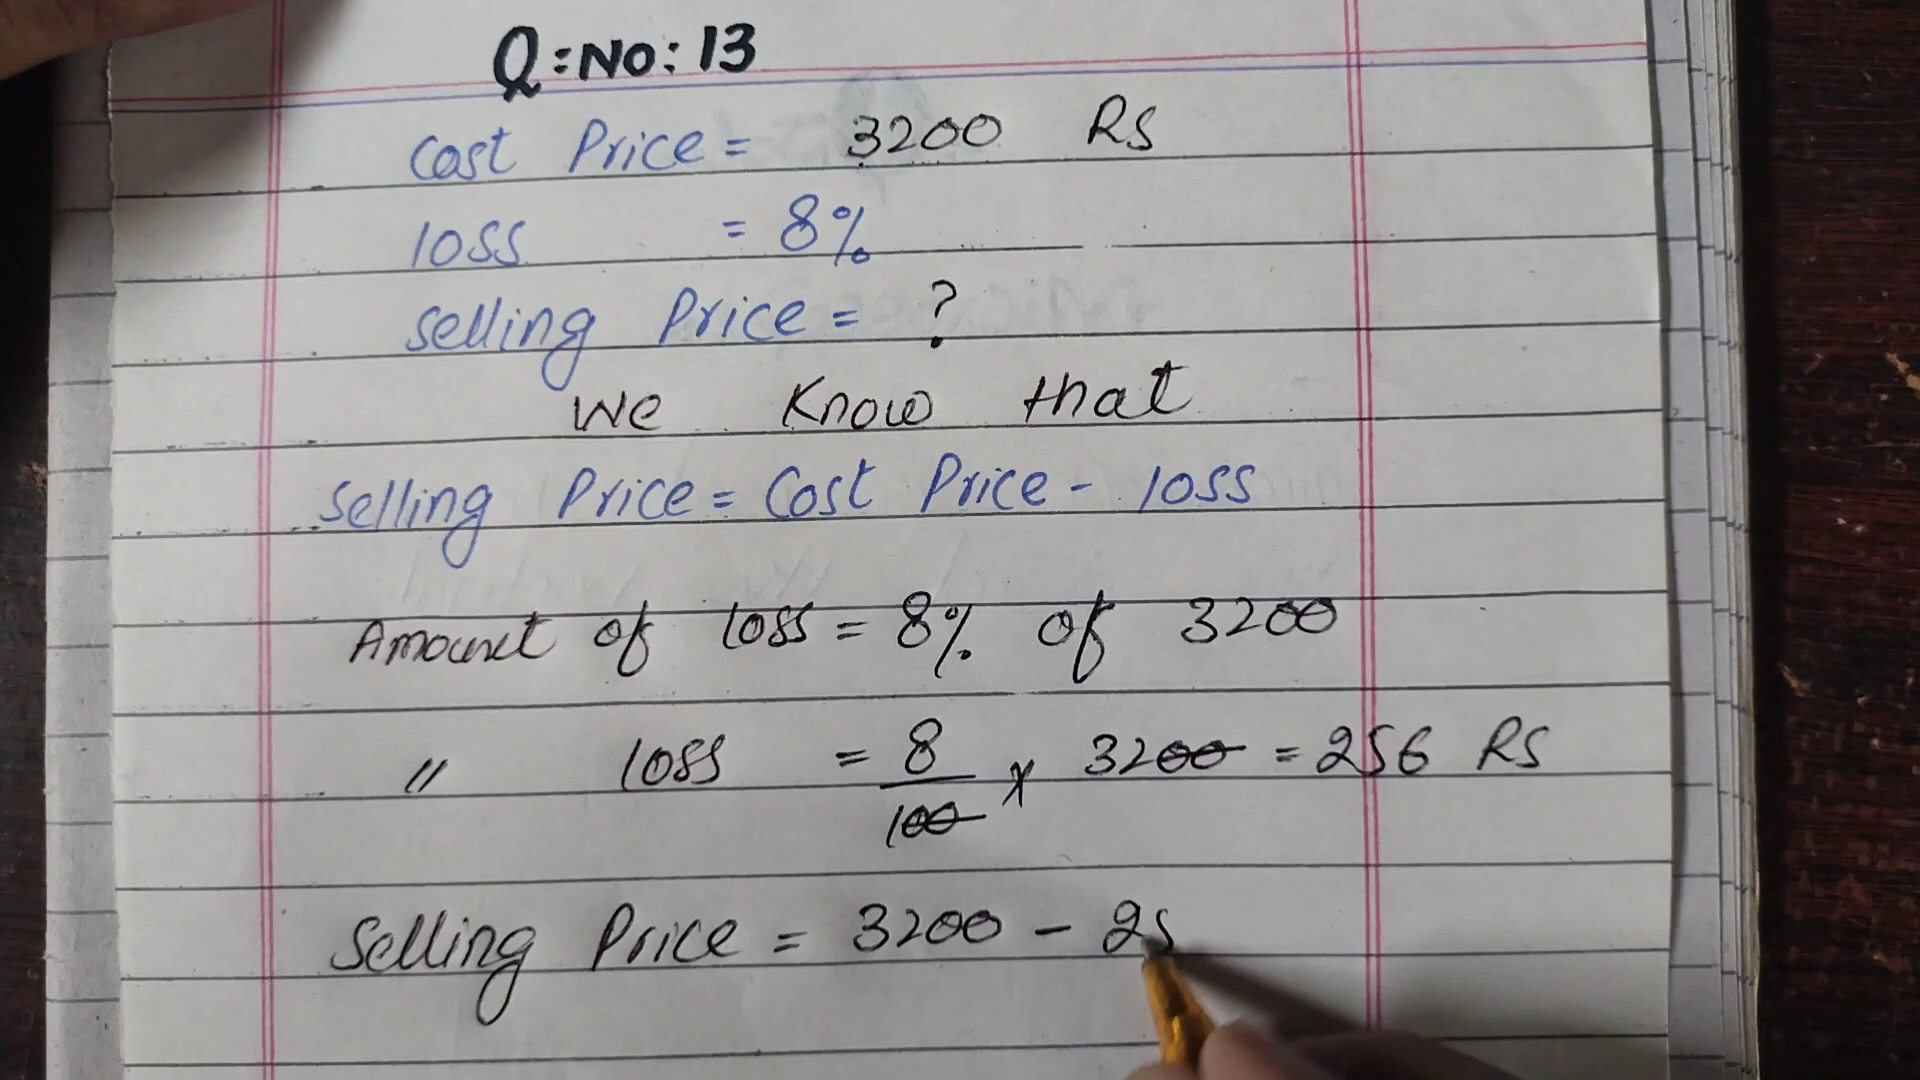 Q:No:13
Cost Price = 3200 RS
loss = 8%
Selling Price = ?
We Know that
Selling Price = Cost Price - loss
Amount of loss = 8% of 3200
" loss = 8/100 x 3200 = 256 RS
Selling Price = 3200 - 25